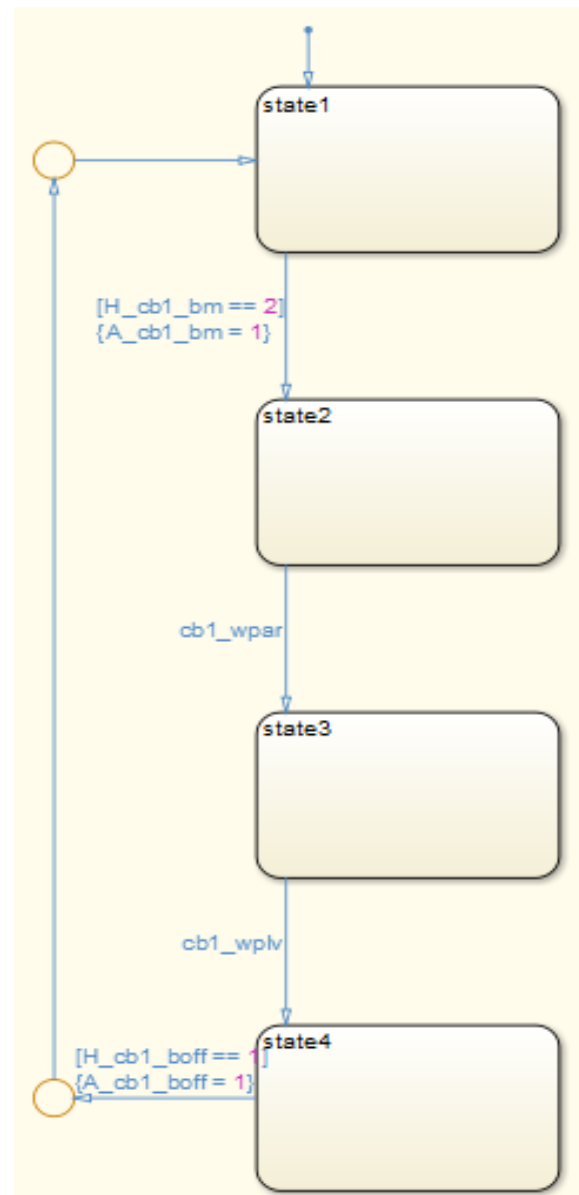 state1
[H_cb1_bm == 2]
{A_cb1_bm = 1}
state2
cb1_wpar
state3
cb1_wplv
state4
[H_cb1_boff == 1]
{A_cb1_boff = 1}